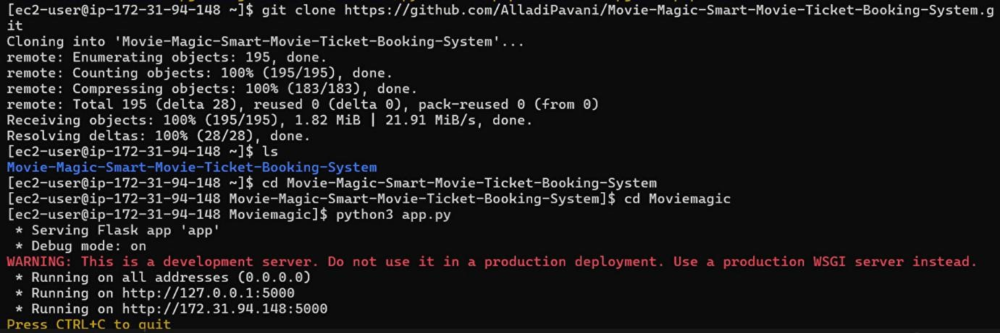 [ec2-user@ip-172-31-94-148 ~]$ git clone https://github.com/AlladiPavani/Movie-Magic-Smart-Movie-Ticket-Booking-System.g
it
Cloning into 'Movie-Magic-Smart-Movie-Ticket-Booking-System'...
remote: Enumerating objects: 195, done.
remote: Counting objects: 100% (195/195), done.
remote: Compressing objects: 100% (183/183), done.
remote: Total 195 (delta 28), reused 0 (delta 0), pack-reused 0 (from 0)
Receiving objects: 100% (195/195), 1.82 MiB | 21.91 MiB/s, done.
Resolving deltas: 100% (28/28), done.
[ec2-user@ip-172-31-94-148 ~]$ ls
Movie-Magic-Smart-Movie-Ticket-Booking-System
[ec2-user@ip-172-31-94-148 ~]$ cd Movie-Magic-Smart-Movie-Ticket-Booking-System
[ec2-user@ip-172-31-94-148 Movie-Magic-Smart-Movie-Ticket-Booking-System]$ cd Moviemagic
[ec2-user@ip-172-31-94-148 Moviemagic]$ python3 app.py
 * Serving Flask app 'app'
 * Debug mode: on
WARNING: This is a development server. Do not use it in a production deployment. Use a production WSGI server instead.
 * Running on all addresses (0.0.0.0)
 * Running on http://127.0.0.1:5000
 * Running on http://172.31.94.148:5000
Press CTRL+C to quit